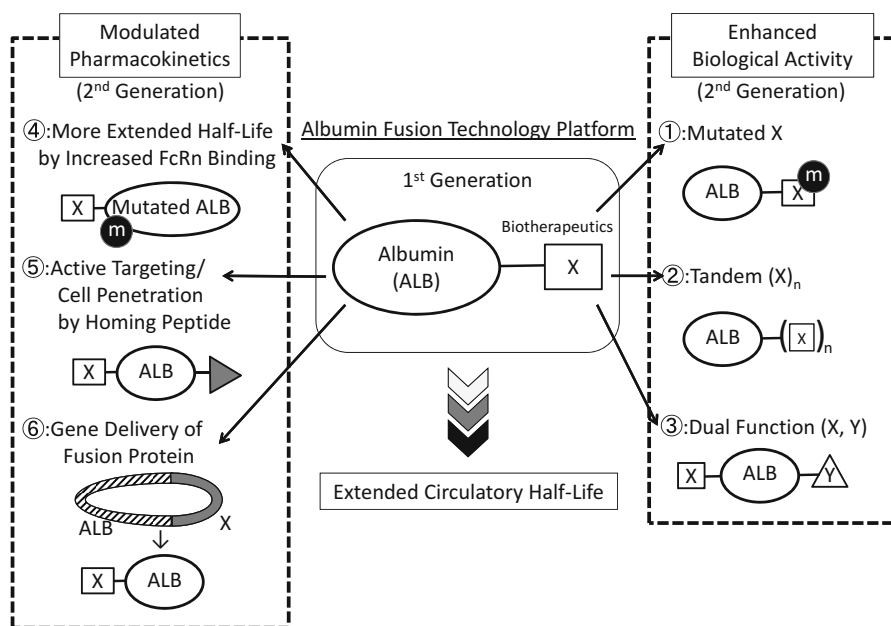 Modulated
Pharmacokinetics
(2nd Generation)
④:More Extended Half-Life
by Increased FcRn Binding
X
Mutated ALB
m
⑤:Active Targeting/
Cell Penetration
by Homing Peptide
X
ALB
⑥:Gene Delivery of
Fusion Protein
ALB
X
X
ALB
Albumin Fusion Technology Platform
1st Generation
Biotherapeutics
Albumin
(ALB)
X
Extended Circulatory Half-Life
Enhanced
Biological Activity
(2nd Generation)
①:Mutated X
m
ALB
X
②:Tandem (X)n
ALB
(x)n
③:Dual Function (X, Y)
X
ALB
Y